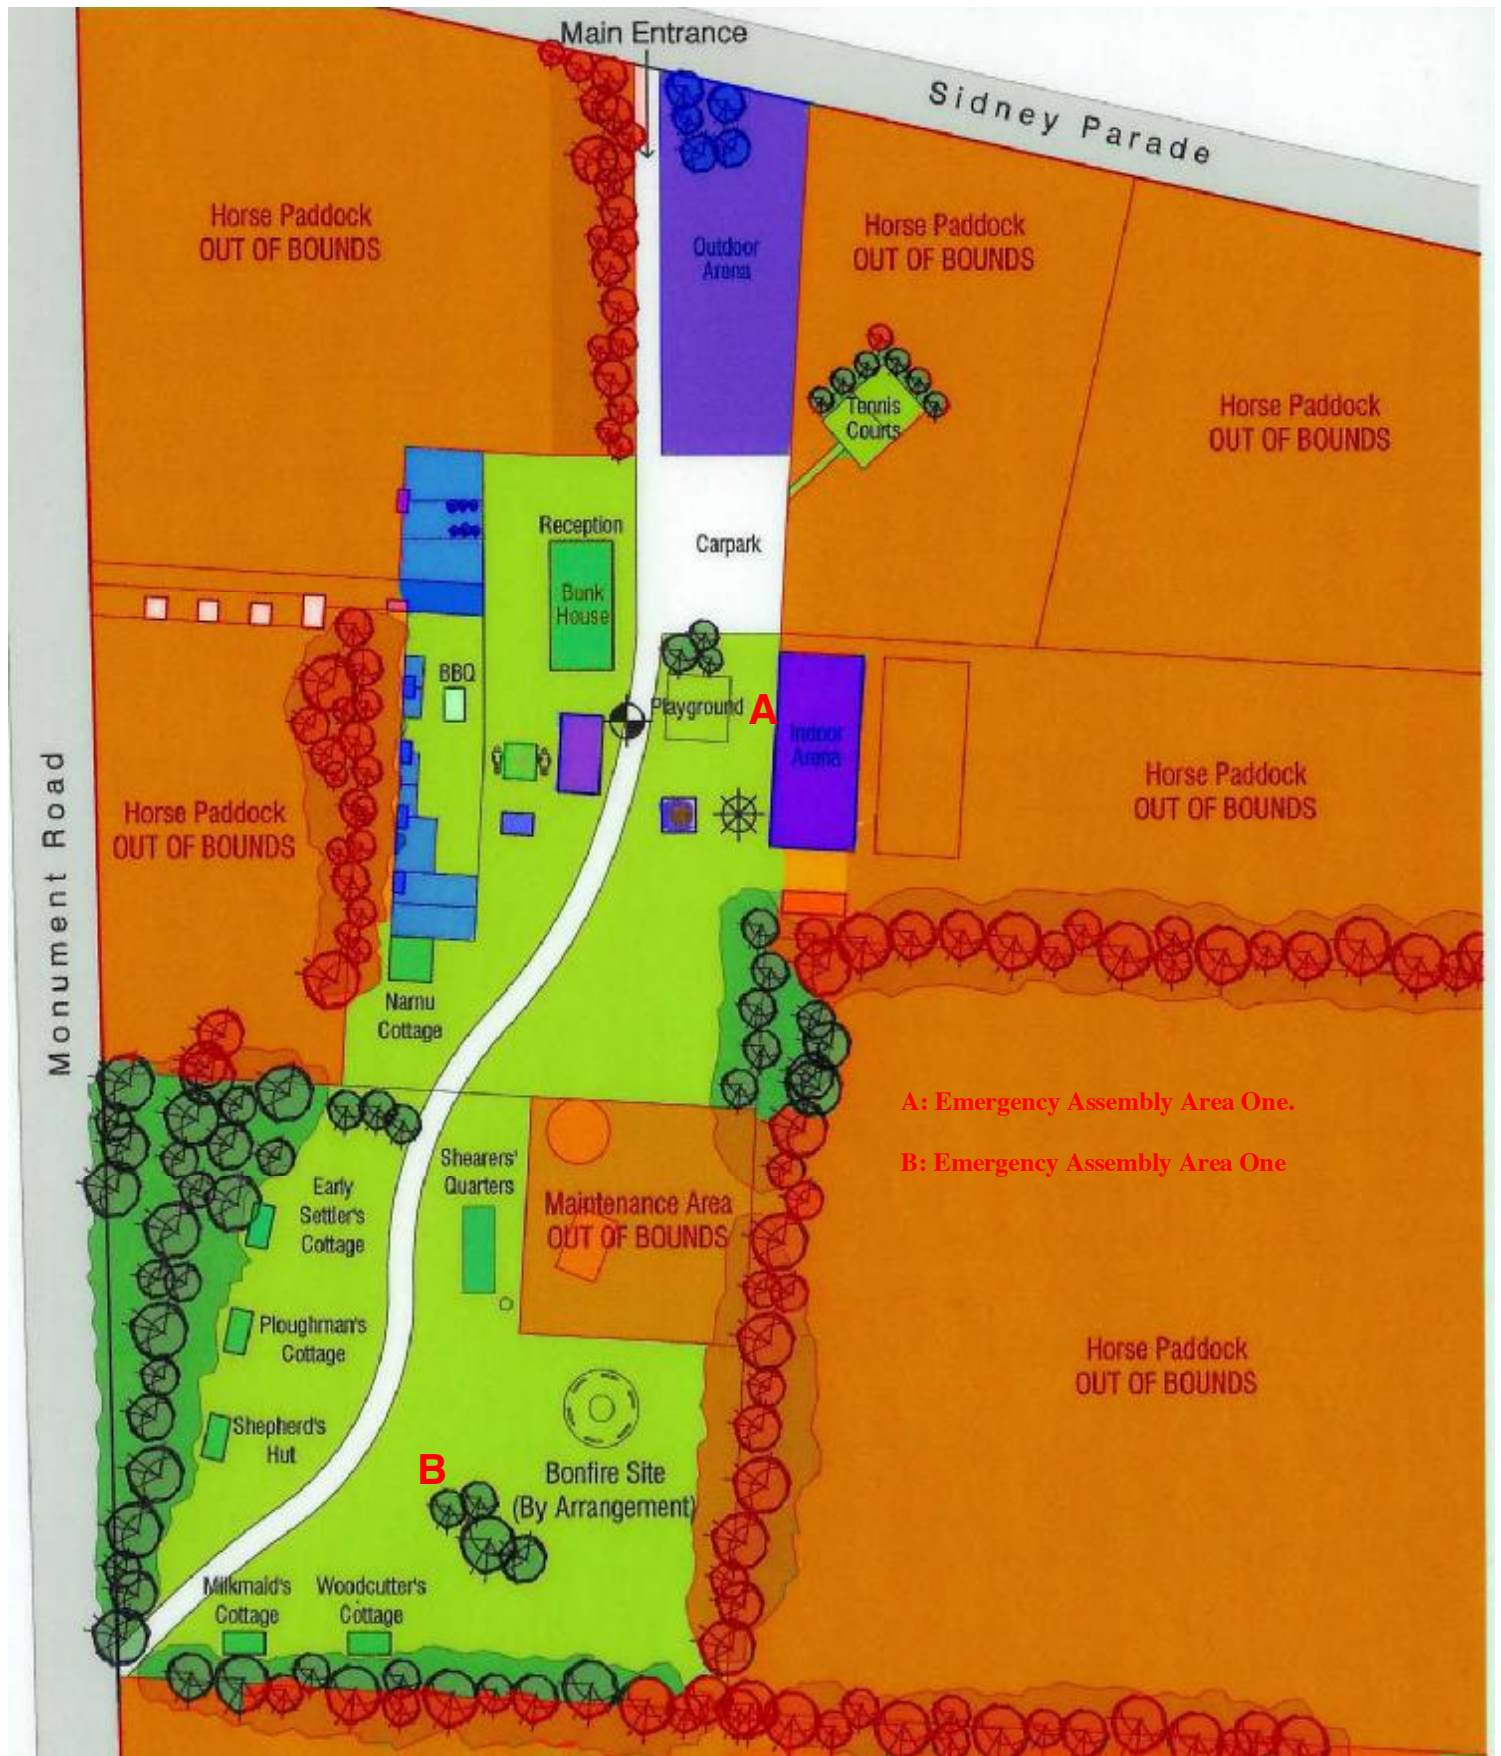 Main Entrance
Sidney Parade
Horse Paddock
OUT OF BOUNDS
Outdoor
Arena
Horse Paddock
OUT OF BOUNDS
Tennis
Courts
Horse Paddock
OUT OF BOUNDS
Reception
Bunk
House
Carpark
BBQ
Playground
A
Indoor
Arena
Horse Paddock
OUT OF BOUNDS
Horse Paddock
OUT OF BOUNDS
Monument Road
Namu
Cottage
A: Emergency Assembly Area One.
B: Emergency Assembly Area One
Shearers'
Quarters
Early
Settler's
Cottage
Maintenance Area
OUT OF BOUNDS
Ploughman's
Cottage
Horse Paddock
OUT OF BOUNDS
Shepherd's
Hut
B
Bonfire Site
(By Arrangement)
Milkmaid's
Cottage
Woodcutter's
Cottage